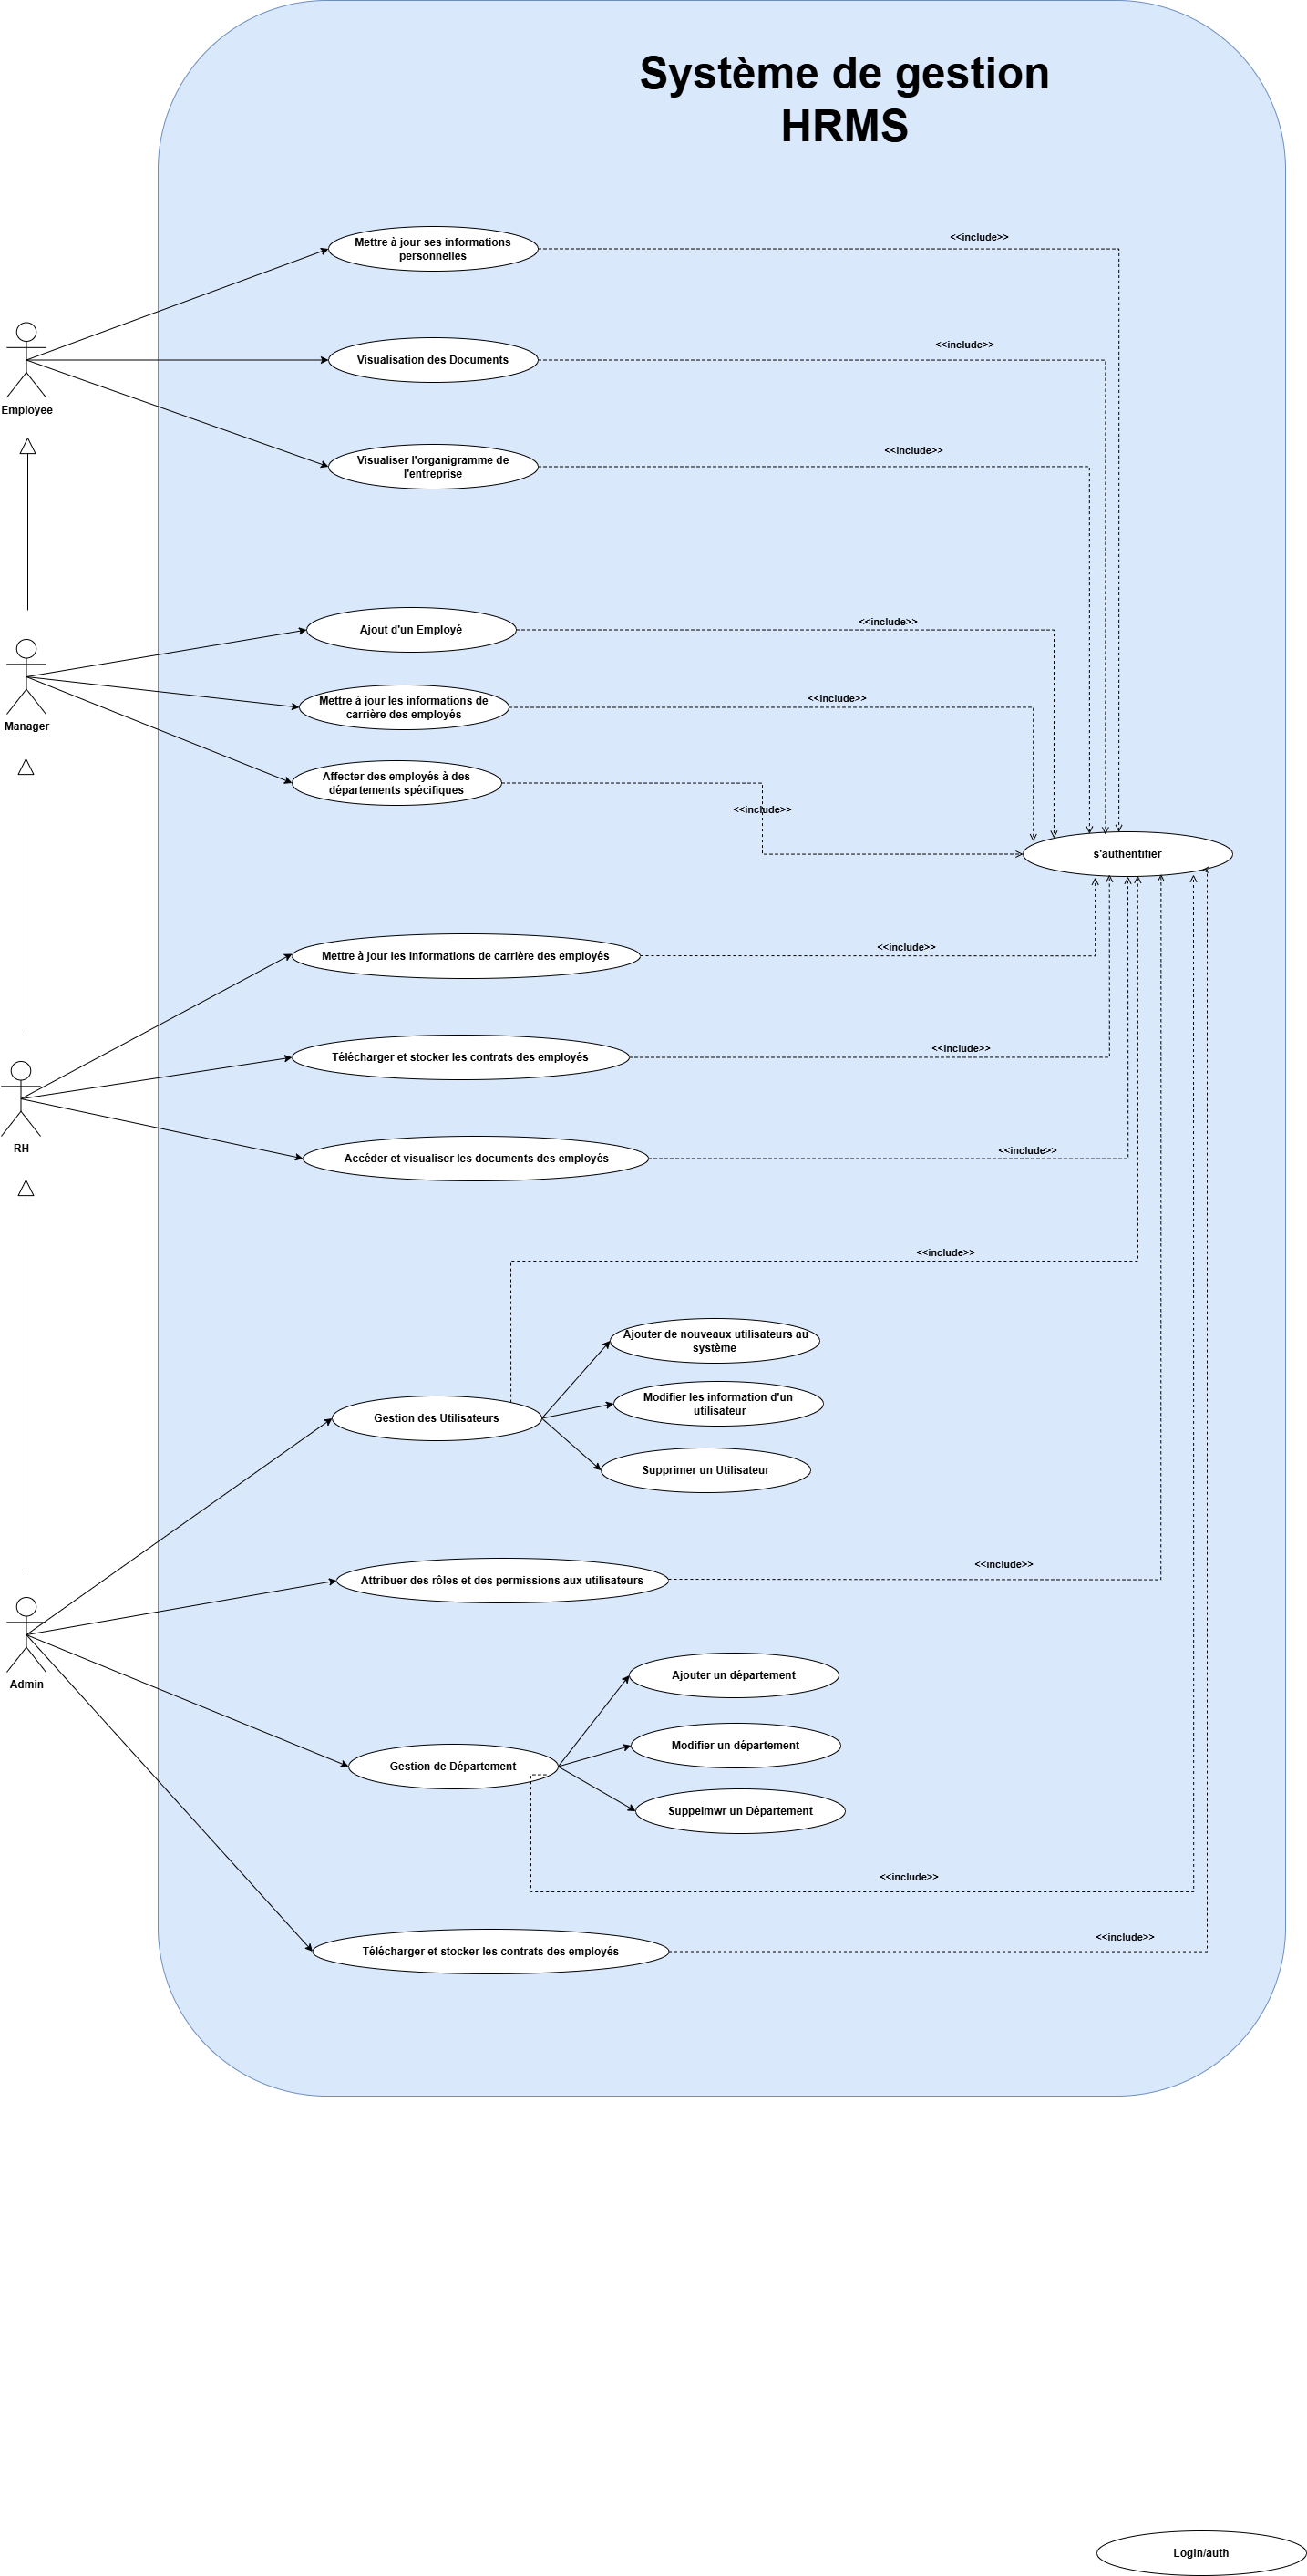 Système de gestion
HRMS
Mettre à jour ses informations
personnelles
<<include>>
Visualisation des Documents
<<include>>
Employee
Visualiser l'organigramme de
l'entreprise
<<include>>
Ajout d'un Employé
<<include>>
Manager
Mettre à jour les informations de
carrière des employés
<<include>>
Affecter des employés à des
départements spécifiques
<<include>>
s'authentifier
Mettre à jour les informations de carrière des employés
<<include>>
Télécharger et stocker les contrats des employés
<<include>>
RH
Accéder et visualiser les documents des employés
<<include>>
<<include>>
Ajouter de nouveaux utilisateurs au
système
Modifier les information d'un
utilisateur
Gestion des Utilisateurs
Supprimer un Utilisateur
Attribuer des rôles et des permissions aux utilisateurs
<<include>>
Admin
Ajouter un département
Modifier un département
Gestion de Département
Suppeimwr un Département
<<include>>
Télécharger et stocker les contrats des employés
<<include>>
Login/auth